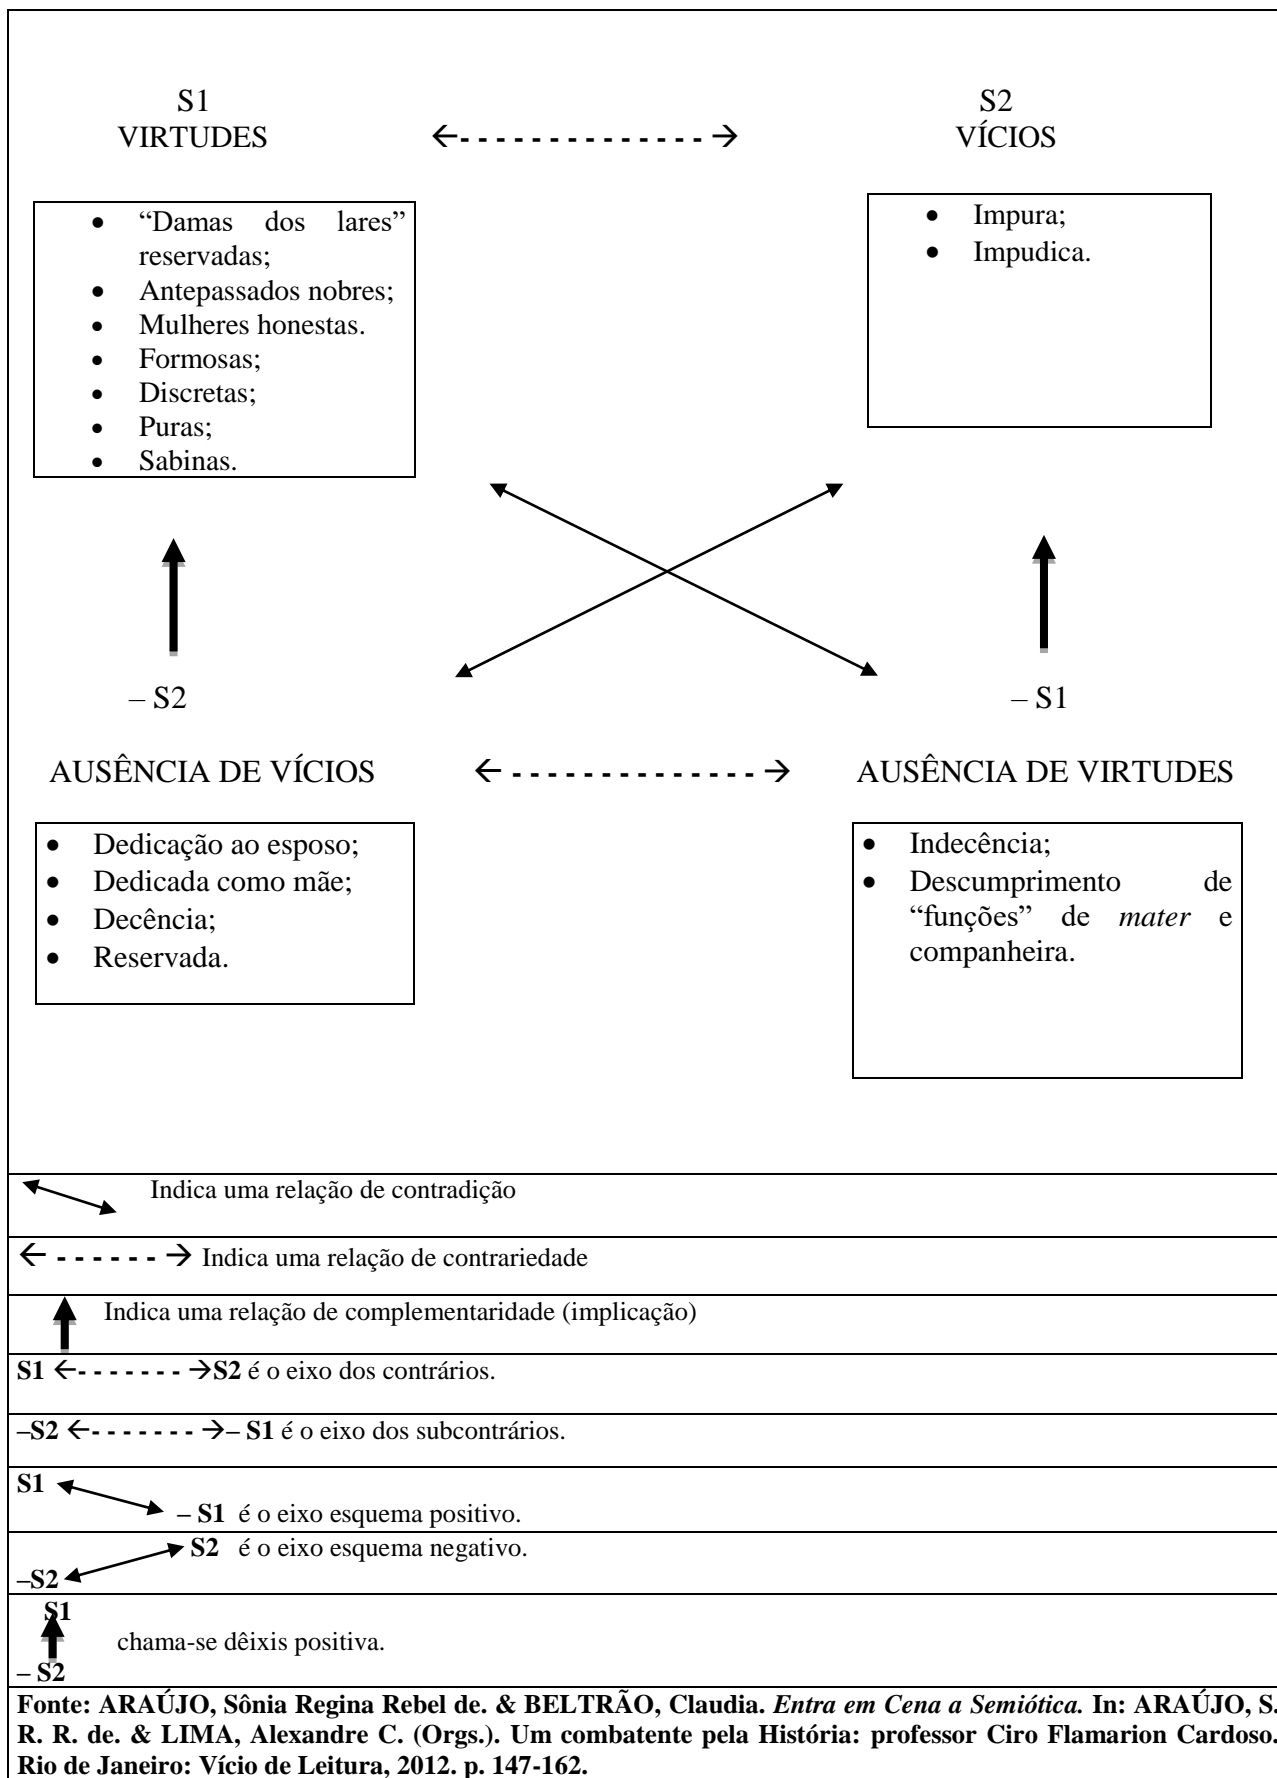 S1
VIRTUDES
S2
VÍCIOS
←- - - - - - - - - - - - - →
• “Damas dos lares”
reservadas;
• Antepassados nobres;
• Mulheres honestas.
• Formosas;
• Discretas;
• Puras;
• Sabinas.
• Impura;
• Impudica.
– S2
AUSÊNCIA DE VÍCIOS
– S1
AUSÊNCIA DE VIRTUDES
← - - - - - - - - - - - - - - →
• Dedicação ao esposo;
• Dedicada como mãe;
• Decência;
• Reservada.
• Indecência;
• Descumprimento de
“funções” de mater e
companheira.
Indica uma relação de contradição
← - - - - - - → Indica uma relação de contrariedade
Indica uma relação de complementaridade (implicação)
S1 ←- - - - - - - →S2 é o eixo dos contrários.
–S2 ←- - - - - - - →– S1 é o eixo dos subcontrários.
S1
– S1 é o eixo esquema positivo.
S2 é o eixo esquema negativo.
–S2
S1
chama-se dêixis positiva.
– S2
Fonte: ARAÚJO, Sônia Regina Rebel de. & BELTRÃO, Claudia. Entra em Cena a Semiótica. In: ARAÚJO, S.
R. R. de. & LIMA, Alexandre C. (Orgs.). Um combatente pela História: professor Ciro Flamarion Cardoso.
Rio de Janeiro: Vício de Leitura, 2012. p. 147-162.